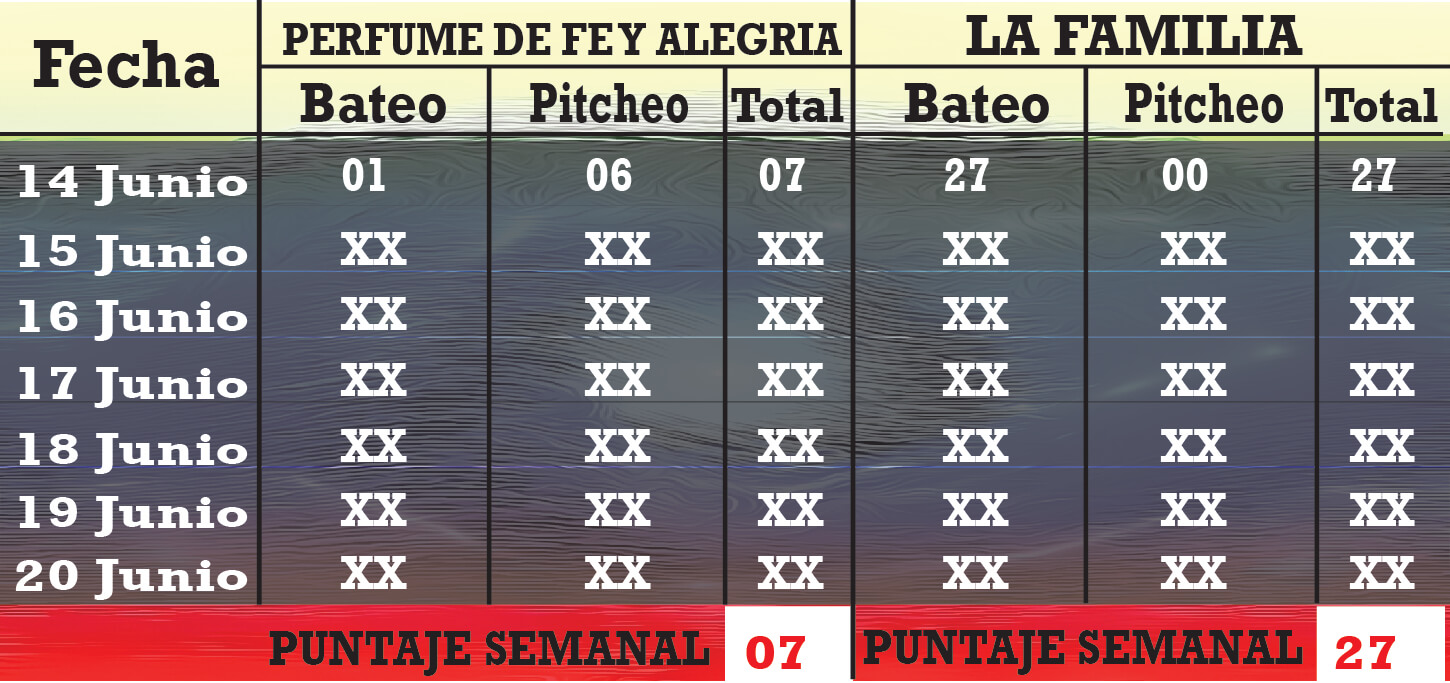 Fecha PERFUME DE FE Y ALEGRIA LA FAMILIA
Bateo Pitcheo Total Bateo Pitcheo Total
14 Junio 01 06 07 27 00 27
15 Junio XX XX XX XX XX XX
16 Junio XX XX XX XX XX XX
17 Junio XX XX XX XX XX XX
18 Junio XX XX XX XX XX XX
19 Junio XX XX XX XX XX XX
20 Junio XX XX XX XX XX XX
PUNTAJE SEMANAL 07 PUNTAJE SEMANAL 27